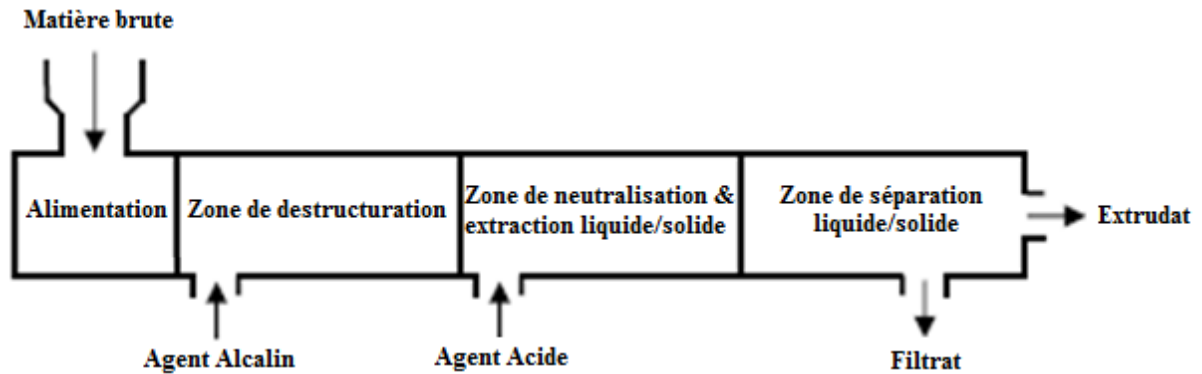 Matière brute
Alimentation
Zone de destructuration
Zone de neutralisation &
extraction liquide/solide
Zone de séparation
liquide/solide
Extrudat
Agent Alcalin
Agent Acide
Filtrat